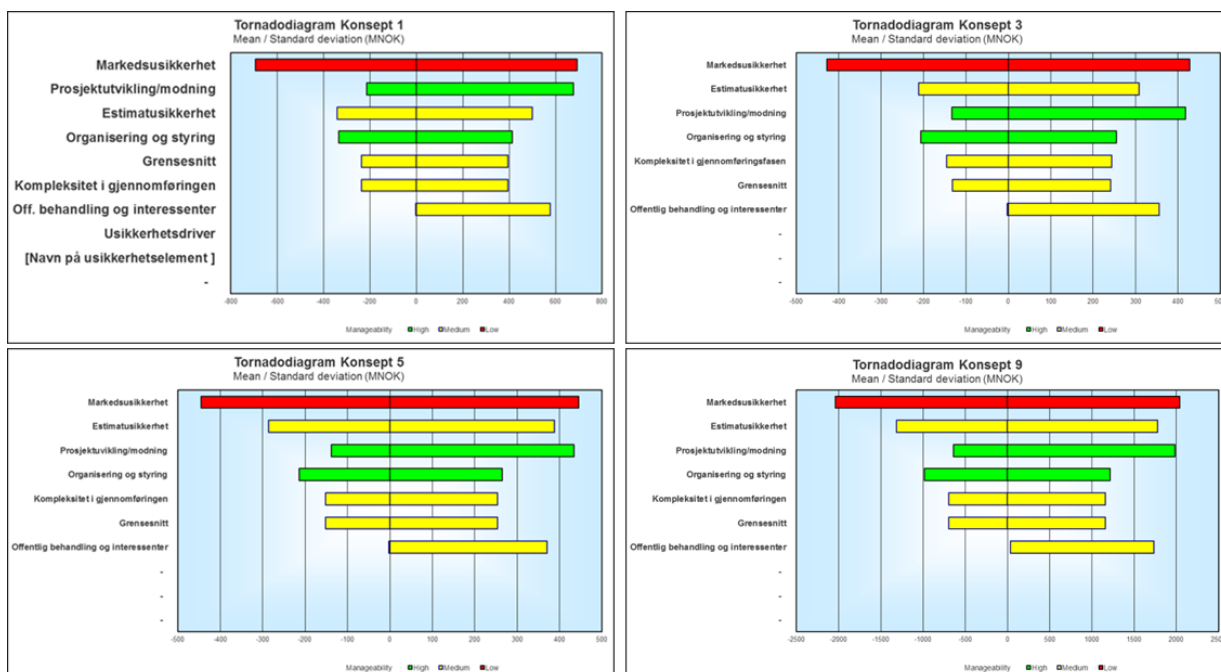 Tornadodiagram Konsept 1
Mean / Standard deviation (MNOK)
Markedsusikkerhet
Prosjektutvikling/modning
Estimatusikkerhet
Organisering og styring
Grensesnitt
Kompleksitet i gjennomføringen
Off. behandling og interessenter
Usikkerhetsdriver
[Navn på usikkerhetselement ]
-
-800 -600 -400 -200 0 200 400 600 800
Manageability High Medium Low
Tornadodiagram Konsept 3
Mean / Standard deviation (MNOK)
Markedsusikkerhet
Estimatusikkerhet
Prosjektutvikling/modning
Organisering og styring
Kompleksitet i gjennomføringsfasen
Grensesnitt
Offentlig behandling og interessenter
-
-
-
-500 -400 -300 -200 -100 0 100 200 300 400 50
Manageability High Medium Low
Tornadodiagram Konsept 5
Mean / Standard deviation (MNOK)
Markedsusikkerhet
Estimatusikkerhet
Prosjektuvikling/modning
Organisering og styring
Kompleksitet i gjennomføringen
Grensesnitt
Offentlig behandling og interessenter
-
-
-
-500 -400 -300 -200 -100 0 100 200 300 400 500
Manageability High Medium Low
Tornadodiagram Konsept 9
Mean / Standard deviation (MNOK)
Markedsusikkerhet
Estimatusikkerhet
Prosjektutvikling/modning
Organisering og styring
Kompleksitet i gjennomføringen
Grensesnitt
Offentlig behandling og interessenter
-
-
-
-2500 -2000 -1500 -1000 -500 0 500 1000 1500 2000 250
Manageability High Medium Low